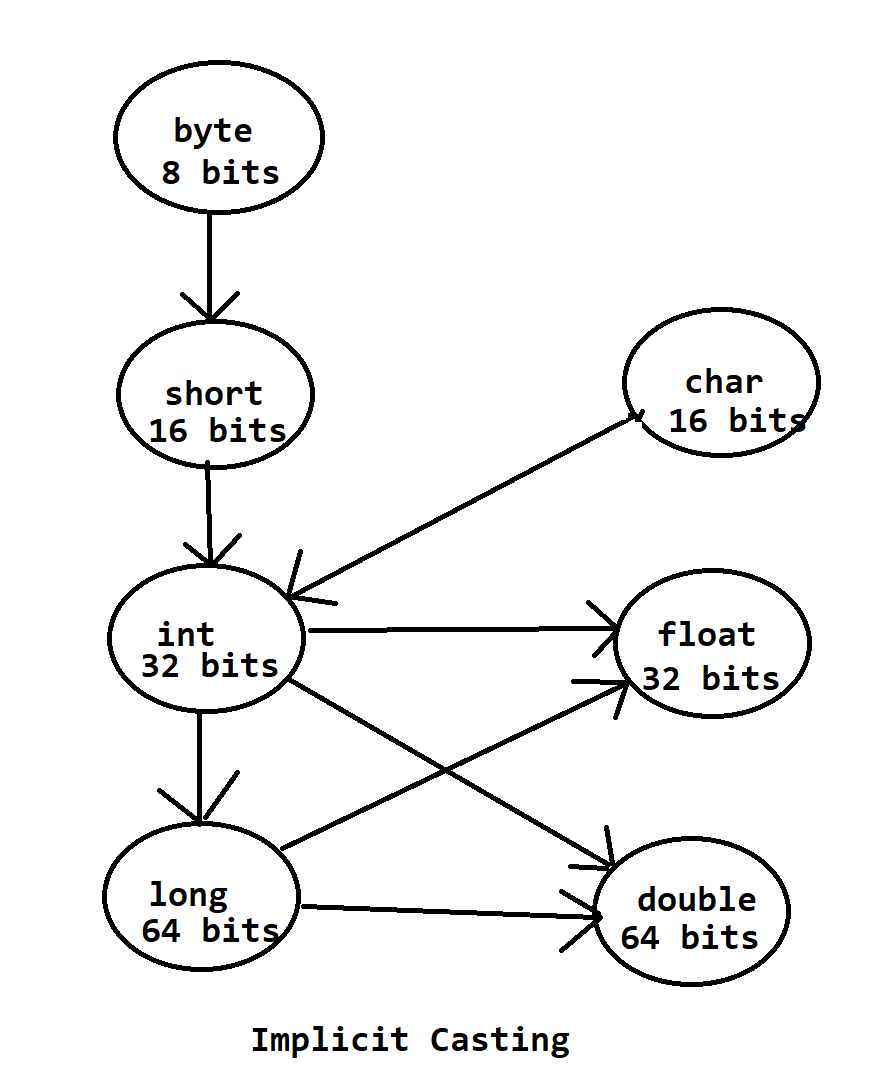 byte
8 bits
short
16 bits
char
16 bits
int
32 bits
float
32 bits
long
64 bits
double
64 bits
Implicit Casting